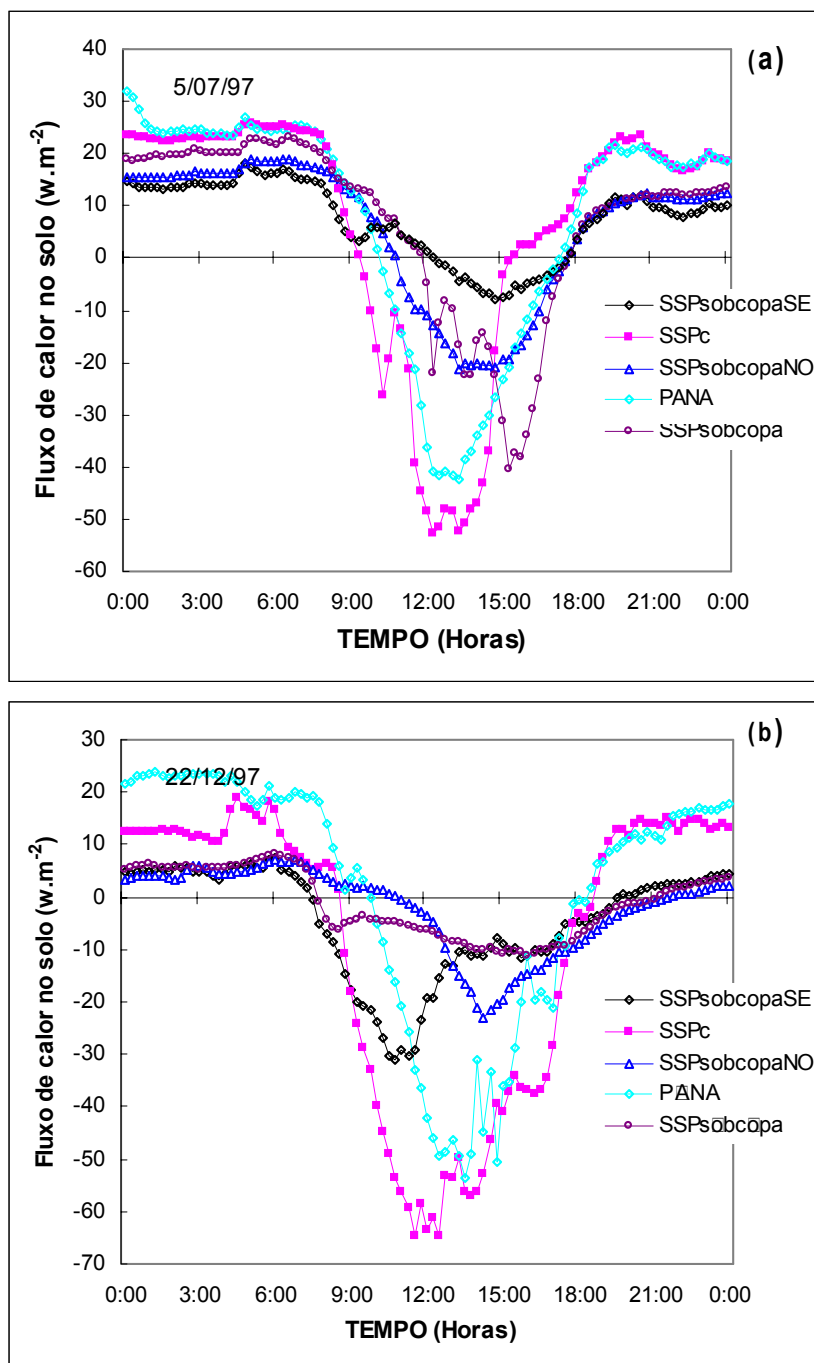 (a)
5/07/97
Fluxo de calor no solo (w.m-2)
40
30
20
10
0
-10
-20
-30
-40
-50
-60
0:00 3:00 6:00 9:00 12:00 15:00 18:00 21:00 0:00
TEMPO (Horas)
SSPsobcopaSE
SSPc
SSPsobcopaNO
PANA
SSPsobcopa
(b)
22/12/97
Fluxo de calor no solo (w.m-2)
30
20
10
0
-10
-20
-30
-40
-50
-60
-70
0:00 3:00 6:00 9:00 12:00 15:00 18:00 21:00 0:00
TEMPO (Horas)
SSPsobcopaSE
SSPc
SSPsobcopaNO
PANA
SSPsobcopa